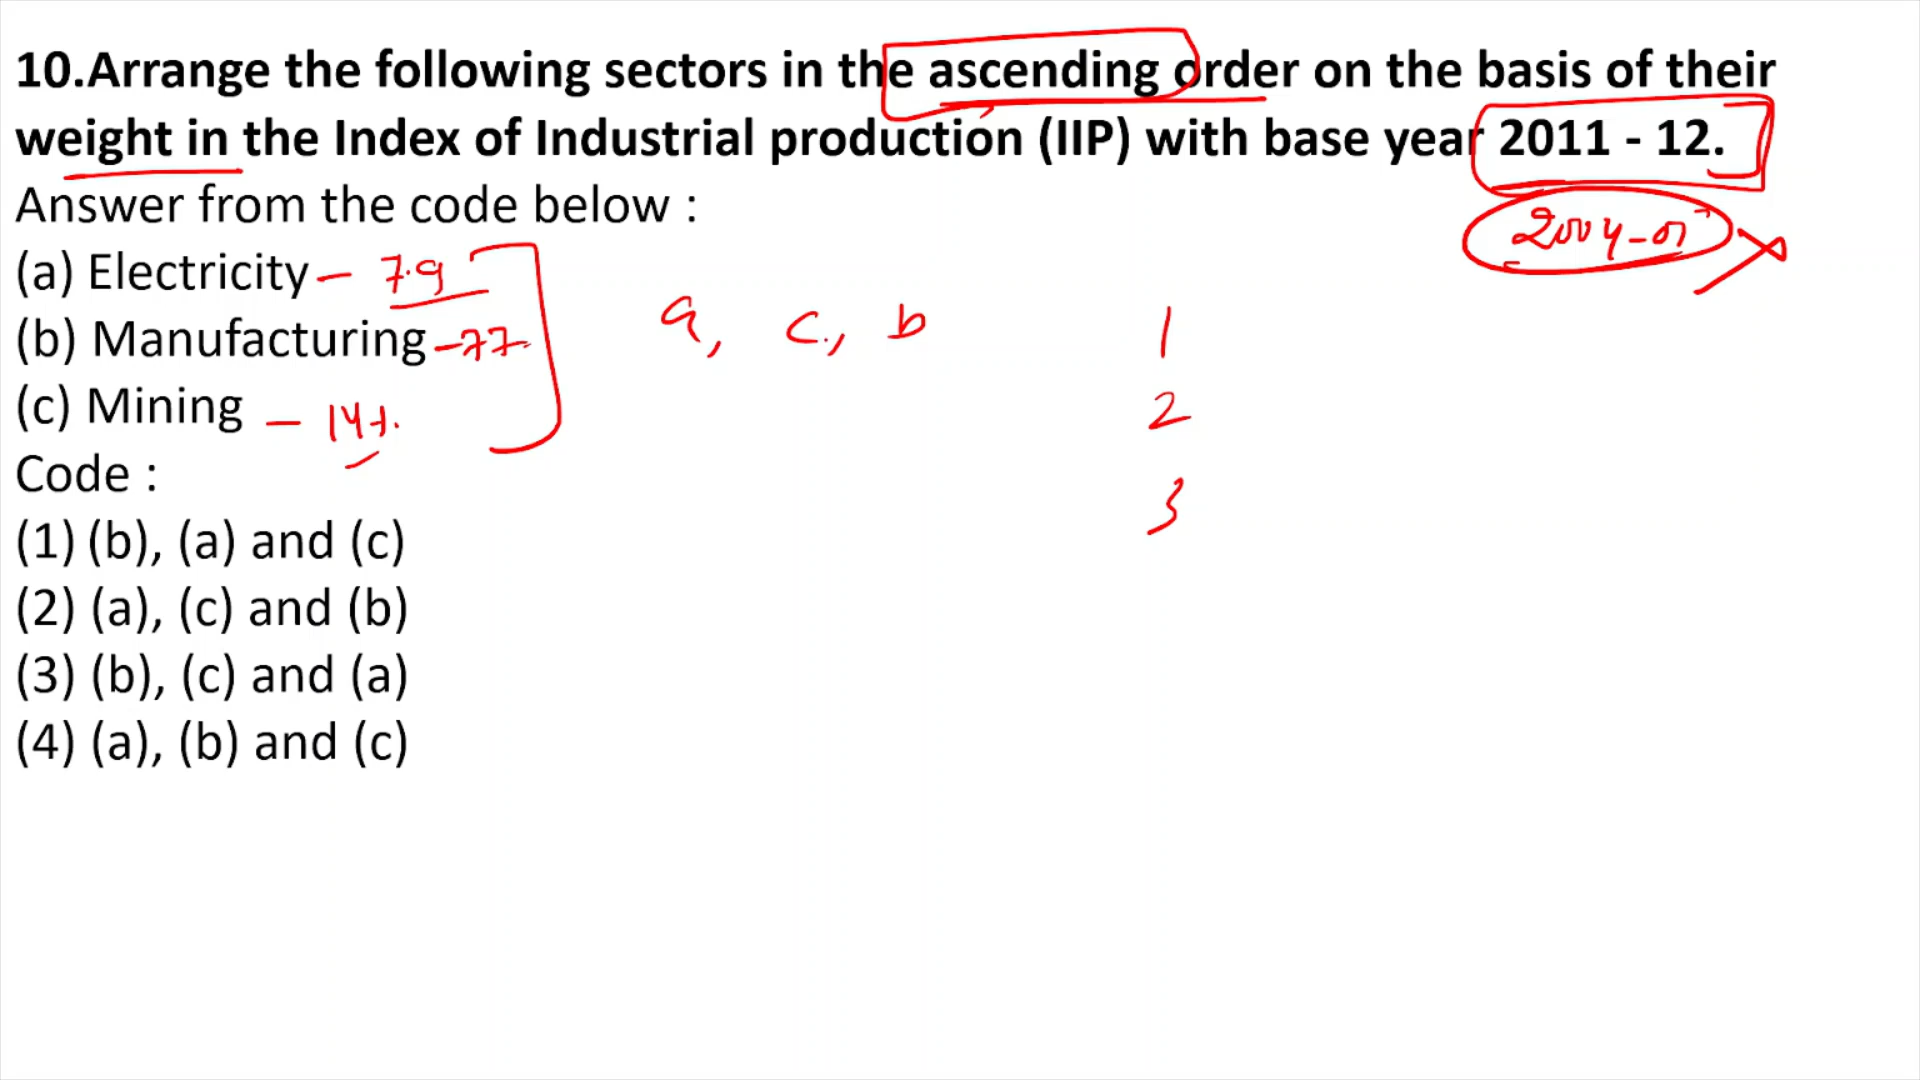 10.Arrange the following sectors in the ascending order on the basis of their
weight in the Index of Industrial production (IIP) with base year 2011 - 12.
Answer from the code below :
2004-05
(a) Electricity - 7.9
(b) Manufacturing - 77
(c) Mining - 14%
a, c, b
1
2
3
Code :
(1) (b), (a) and (c)
(2) (a), (c) and (b)
(3) (b), (c) and (a)
(4) (a), (b) and (c)